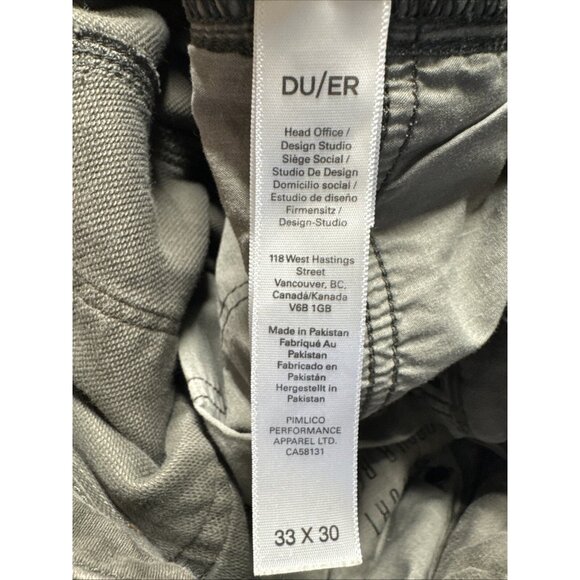 DU/ER
Head Office /
Design Studio
Siège Social /
Studio De Design
Domicilio social /
Estudio de diseño
Firmensitz /
Design-Studio
118 West Hastings
Street
Vancouver, BC,
Canadá/Kanada
V6B 1GB
Made in Pakistan
Fabriqué Au
Pakistan
Fabricado en
Pakistán
Hergestellt in
Pakistan
PIMLICO
PERFORMANCE
APPAREL LTD.
CA58131
33 X 30